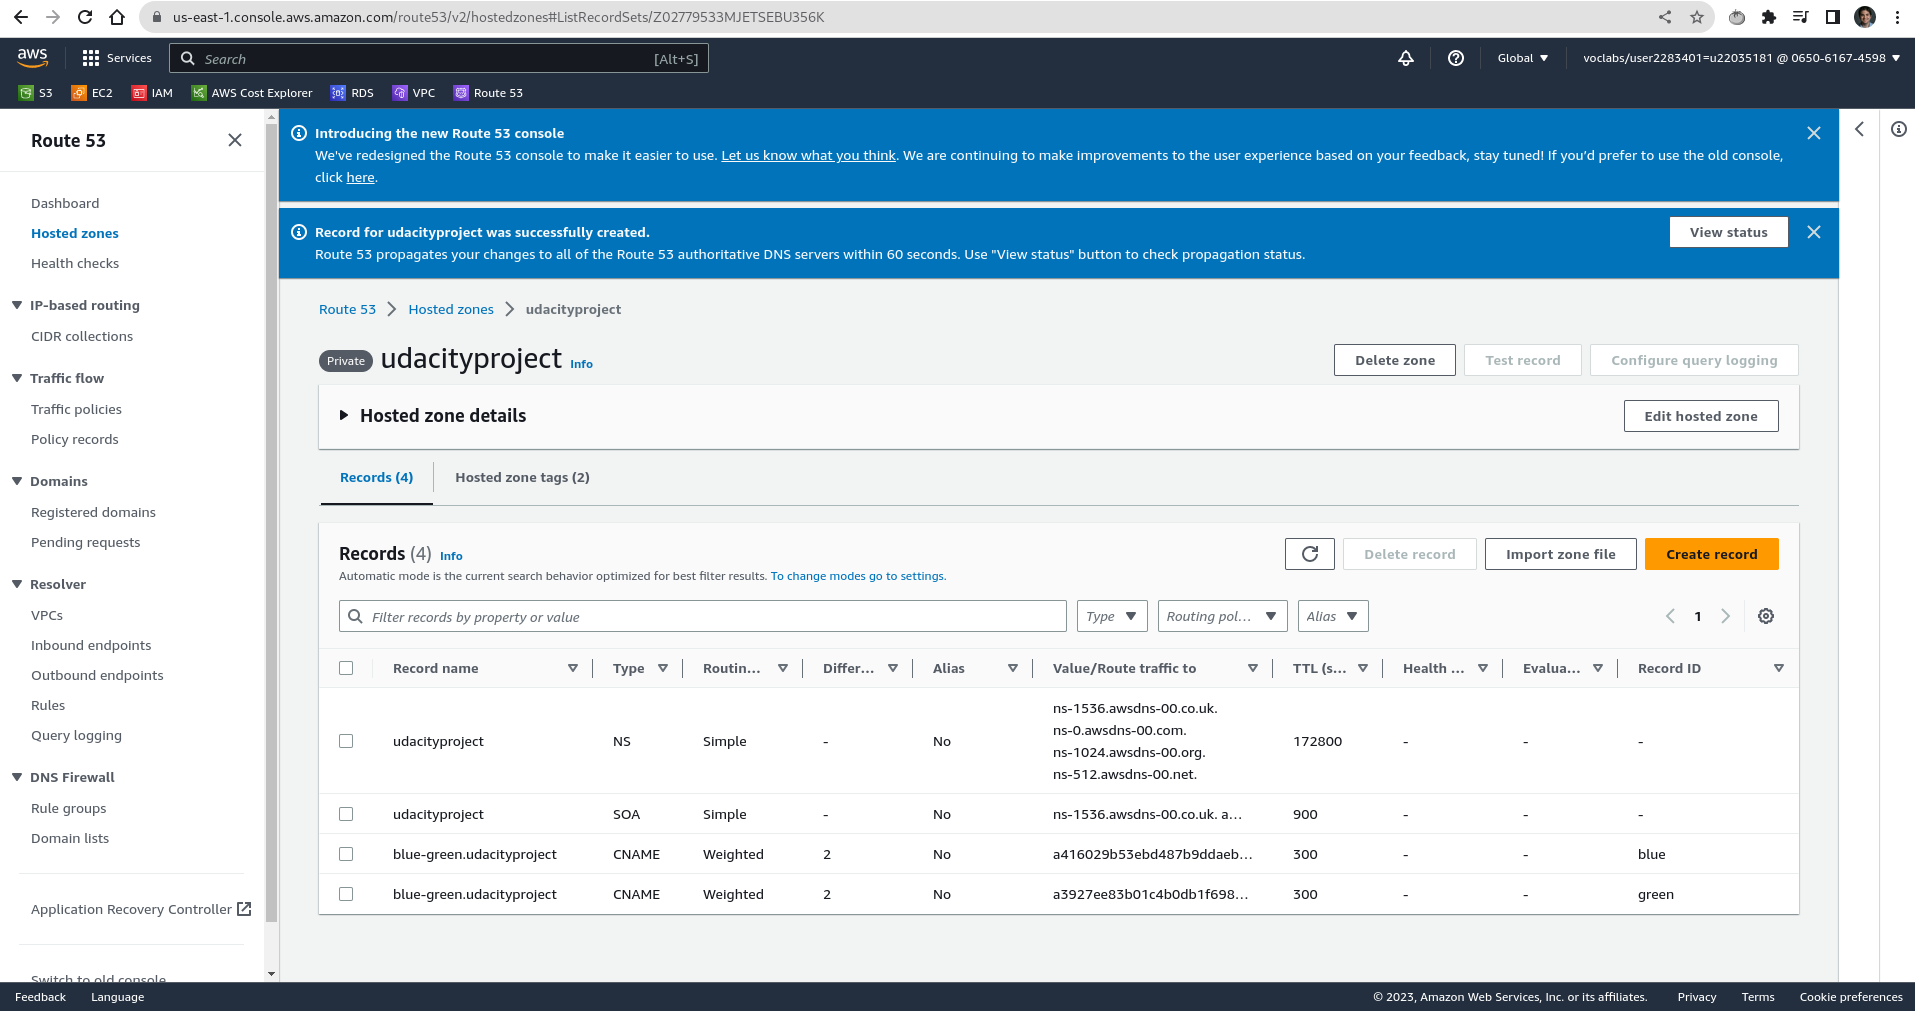 us-east-1.console.aws.amazon.com/route53/v2/hostedzones#ListRecordSets/Z02779533MJETSEBU356K
aws
Services
Search
[Alt+S]
Global
voclabs/user2283401=u22035181 @ 0650-6167-4598
S3
EC2
IAM
AWS Cost Explorer
RDS
VPC
Route 53
Route 53
Dashboard
Hosted zones
Health checks
IP-based routing
CIDR collections
Traffic flow
Traffic policies
Policy records
Domains
Registered domains
Pending requests
Resolver
VPCs
Inbound endpoints
Outbound endpoints
Rules
Query logging
DNS Firewall
Rule groups
Domain lists
Application Recovery Controller
Switch to old console
Introducing the new Route 53 console
We've redesigned the Route 53 console to make it easier to use. Let us know what you think. We are continuing to make improvements to the user experience based on your feedback, stay tuned! If you'd prefer to use the old console,
click here.
Record for udacityproject was successfully created.
Route 53 propagates your changes to all of the Route 53 authoritative DNS servers within 60 seconds. Use "View status" button to check propagation status.
View status
Route 53 > Hosted zones > udacityproject
Private udacityproject Info
Delete zone
Test record
Configure query logging
Hosted zone details
Edit hosted zone
Records (4)
Hosted zone tags (2)
Records (4) Info
Automatic mode is the current search behavior optimized for best filter results. To change modes go to settings.
Delete record
Import zone file
Create record
Filter records by property or value
Type
Routing pol...
Alias
1
Record name Type Routin... Differ... Alias Value/Route traffic to TTL (s... Health ... Evalua... Record ID
udacityproject NS Simple - No
ns-1536.awsdns-00.co.uk.
ns-0.awsdns-00.com.
ns-1024.awsdns-00.org.
ns-512.awsdns-00.net.
172800 - - -
udacityproject SOA Simple - No ns-1536.awsdns-00.co.uk. a... 900 - - -
blue-green.udacityproject CNAME Weighted 2 No a416029b53ebd487b9ddaeb... 300 - - blue
blue-green.udacityproject CNAME Weighted 2 No a3927ee83b01c4b0db1f698... 300 - - green
Feedback
Language
© 2023, Amazon Web Services, Inc. or its affiliates.
Privacy
Terms
Cookie preferences